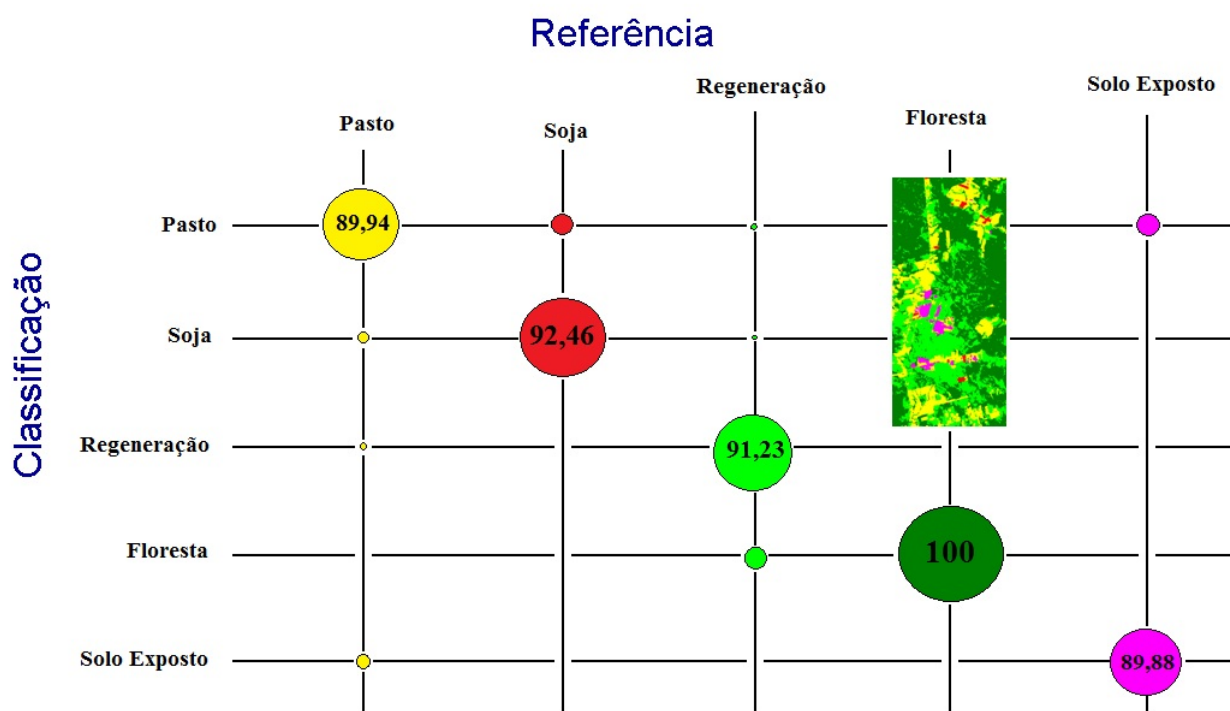 Referência
Regeneração
Solo Exposto
Pasto
Soja
Floresta
Classificação
Pasto
89,94
Soja
92,46
Regeneração
91,23
Floresta
100
Solo Exposto
89,88